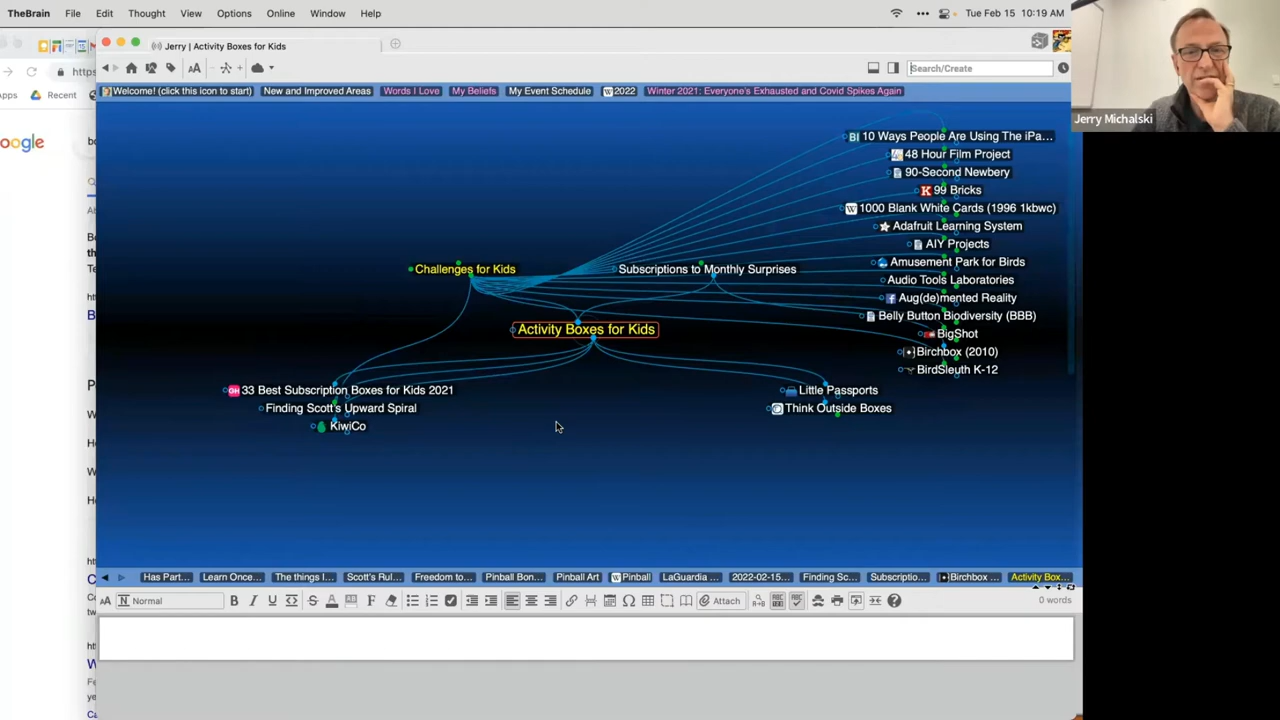 TheBrain File Edit Thought View Options Online Window Help Tue Feb 15 10:19 AM
Jerry | Activity Boxes for Kids
https
Search/Create
pps Recent
Welcome! (click this icon to start) New and Improved Areas Words I Love My Beliefs My Event Schedule 2022 Winter 2021: Everyone's Exhausted and Covid Spikes Again
Jerry Michalski
oogle bo
10 Ways People Are Using The iPa...
48 Hour Film Project
90-Second Newbery
99 Bricks
1000 Blank White Cards (1996 1kbwc)
Adafruit Learning System
AIY Projects
Amusement Park for Birds
Challenges for Kids
Subscriptions to Monthly Surprises
Audio Tools Laboratories
Aug(de)mented Reality
Belly Button Biodiversity (BBB)
Activity Boxes for Kids
BigShot
Birchbox (2010)
BirdSleuth K-12
33 Best Subscription Boxes for Kids 2021
Little Passports
Finding Scott's Upward Spiral
Think Outside Boxes
KiwiCo
Has Part... Learn Once... The things I... Scott's Rul... Freedom to... Pinball Bon... Pinball Art Pinball LaGuardia ... 2022-02-15... Finding Sc... Subscriptio... Birchbox ... Activity Box...
Normal B I U S A Attach 0 words